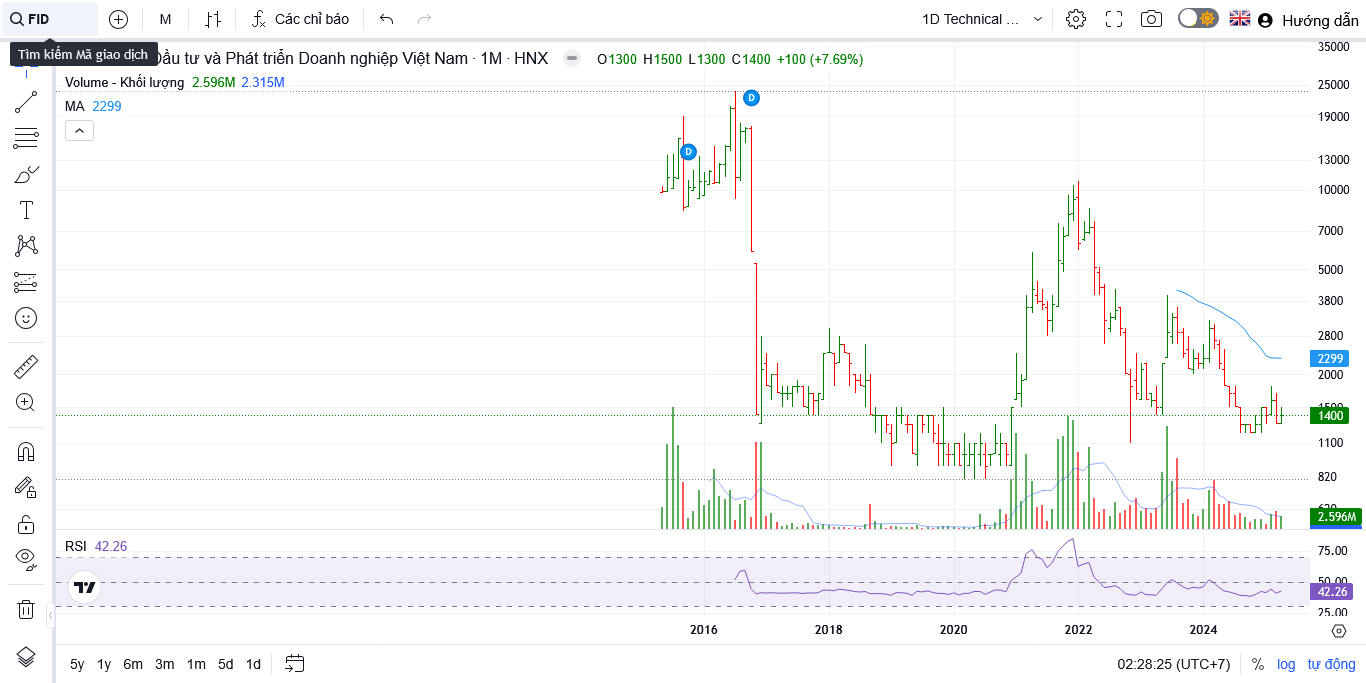 FID
M
Các chỉ báo
1D Technical ...
Hướng dẫn
Tìm kiếm Mã giao dịch
Đầu tư và Phát triển Doanh nghiệp Việt Nam · 1M · HNX
O1300 H1500 L1300 C1400 +100 (+7.69%)
Volume - Khối lượng 2.596M 2.315M
MA 2299
D
D
35000
25000
19000
13000
10000
7000
5000
3800
2800
2299
2000
1400
1100
820
2.596M
RSI 42.26
75.00
50.00
42.26
25.00
2016 2018 2020 2022 2024
5y 1y 6m 3m 1m 5d 1d
02:28:25 (UTC+7) % log tự động